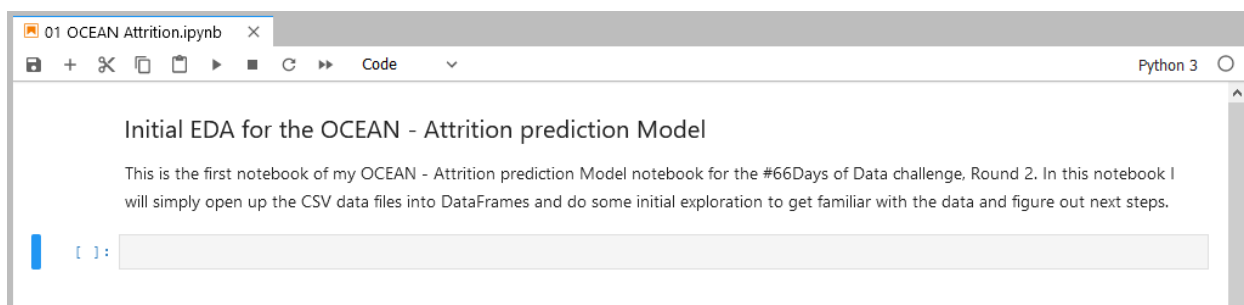 01 OCEAN Attrition.ipynb
Code
Python 3
Initial EDA for the OCEAN - Attrition prediction Model
This is the first notebook of my OCEAN - Attrition prediction Model notebook for the #66Days of Data challenge, Round 2. In this notebook I
will simply open up the CSV data files into DataFrames and do some initial exploration to get familiar with the data and figure out next steps.
[ ]: